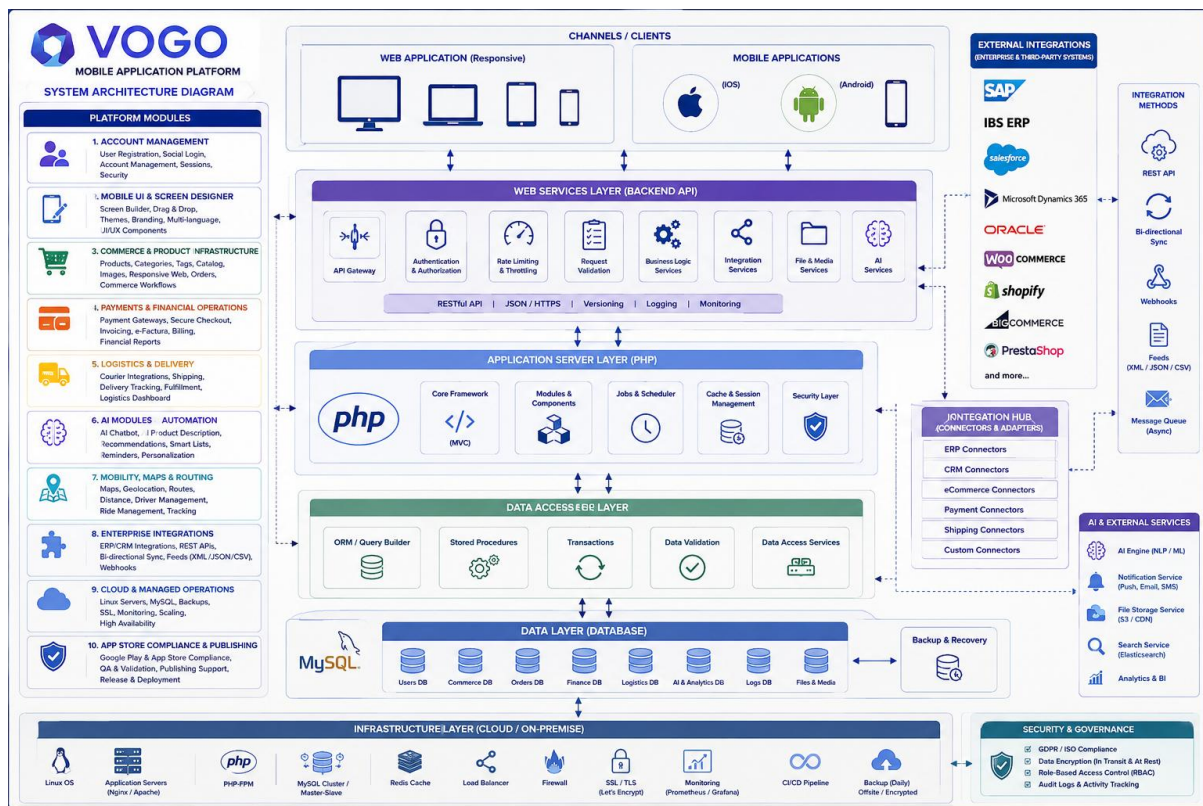 VOGO
MOBILE APPLICATION PLATFORM
SYSTEM ARCHITECTURE DIAGRAM
PLATFORM MODULES
1. ACCOUNT MANAGEMENT
User Registration, Social Login,
Account Management, Sessions,
Security
MOBILE UI & SCREEN DESIGNER
Screen Builder, Drag & Drop,
Themes, Branding, Multi-language,
UI/UX Components
3. COMMERCE & PRODUCT INFRASTRUCTURE
Products, Categories, Tags, Catalog,
Images, Responsive Web, Orders,
Commerce Workflows
PAYMENTS & FINANCIAL OPERATIONS
Payment Gateways, Secure Checkout,
Invoicing, e-Factura, Billing,
Financial Reports
5. LOGISTICS & DELIVERY
Courier Integrations, Shipping,
Delivery Tracking, Fulfillment,
Logistics Dashboard
6. AI MODULES AUTOMATION
AI Chatbot, Product Description,
Recommendations, Smart Lists,
Reminders, Personalization
7. MOBILITY, MAPS & ROUTING
Maps, Geolocation, Routes,
Distance, Driver Management,
Ride Management, Tracking
8. ENTERPRISE INTEGRATIONS
ERP/CRM Integrations, REST APIs,
Bi-directional Sync, Feeds (XML/JSON/CSV),
Webhooks
9. CLOUD & MANAGED OPERATIONS
Linux Servers, MySQL, Backups,
SSL, Monitoring, Scaling,
High Availability
10. APP STORE COMPLIANCE & PUBLISHING
Google Play & App Store Compliance,
QA & Validation, Publishing Support,
Release & Deployment
CHANNELS / CLIENTS
WEB APPLICATION (Responsive)
MOBILE APPLICATIONS
(IOS)
(Android)
WEB SERVICES LAYER (BACKEND API)
API Gateway
Authentication
& Authorization
Rate Limiting
& Throttling
Request
Validation
Business Logic
Services
Integration
Services
File & Media
Services
AI
Services
RESTful API | JSON / HTTPS | Versioning | Logging | Monitoring
APPLICATION SERVER LAYER (PHP)
php
Core Framework
</>
(MVC)
Modules &
Components
Jobs & Scheduler
Cache & Session
Management
Security Layer
DATA ACCESS LAYER
ORM / Query Builder
Stored Procedures
Transactions
Data Validation
Data Access Services
DATA LAYER (DATABASE)
MySQL
Users DB
Commerce DB
Orders DB
Finance DB
Logistics DB
AI & Analytics DB
Logs DB
Files & Media
Backup & Recovery
INFRASTRUCTURE LAYER (CLOUD / ON-PREMISE)
Linux OS
Application Servers
(Nginx / Apache)
php
PHP-FPM
MySQL Cluster /
Master-Slave
Redis Cache
Load Balancer
Firewall
SSL / TLS
(Let's Encrypt)
Monitoring
(Prometheus / Grafana)
CI/CD Pipeline
Backup (Daily)
Offsite / Encrypted
EXTERNAL INTEGRATIONS
(ENTERPRISE & THIRD-PARTY SYSTEMS)
SAP
IBS ERP
salesforce
Microsoft Dynamics 365
ORACLE
WOO COMMERCE
shopify
BIGCOMMERCE
PrestaShop
and more...
INTEGRATION
METHODS
REST API
Bi-directional
Sync
Webhooks
Feeds
(XML / JSON / CSV)
Message Queue
(Async)
HUB
(CONNECTORS & ADAPTERS)
ERP Connectors
CRM Connectors
eCommerce Connectors
Payment Connectors
Shipping Connectors
Custom Connectors
AI & EXTERNAL SERVICES
AI Engine (NLP / ML)
Notification Service
(Push, Email, SMS)
File Storage Service
(S3 / CDN)
Search Service
(Elasticsearch)
Analytics & BI
SECURITY & GOVERNANCE
GDPR / ISO Compliance
Data Encryption (In Transit & At Rest)
Role-Based Access Control (RBAC)
Audit Logs & Activity Tracking